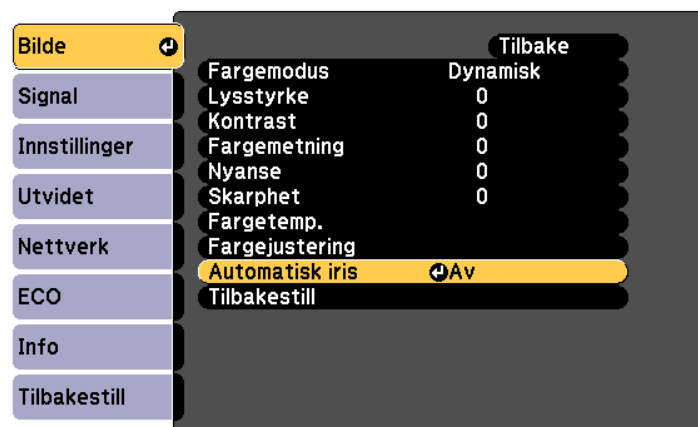 Bilde
Signal
Innstillinger
Utvidet
Nettverk
ECO
Info
Tilbakestill
Tilbake
Fargemodus Dynamisk
Lysstyrke 0
Kontrast 0
Fargemetning 0
Nyanse 0
Skarphet 0
Fargetemp.
Fargejustering
Automatisk iris Av
Tilbakestill